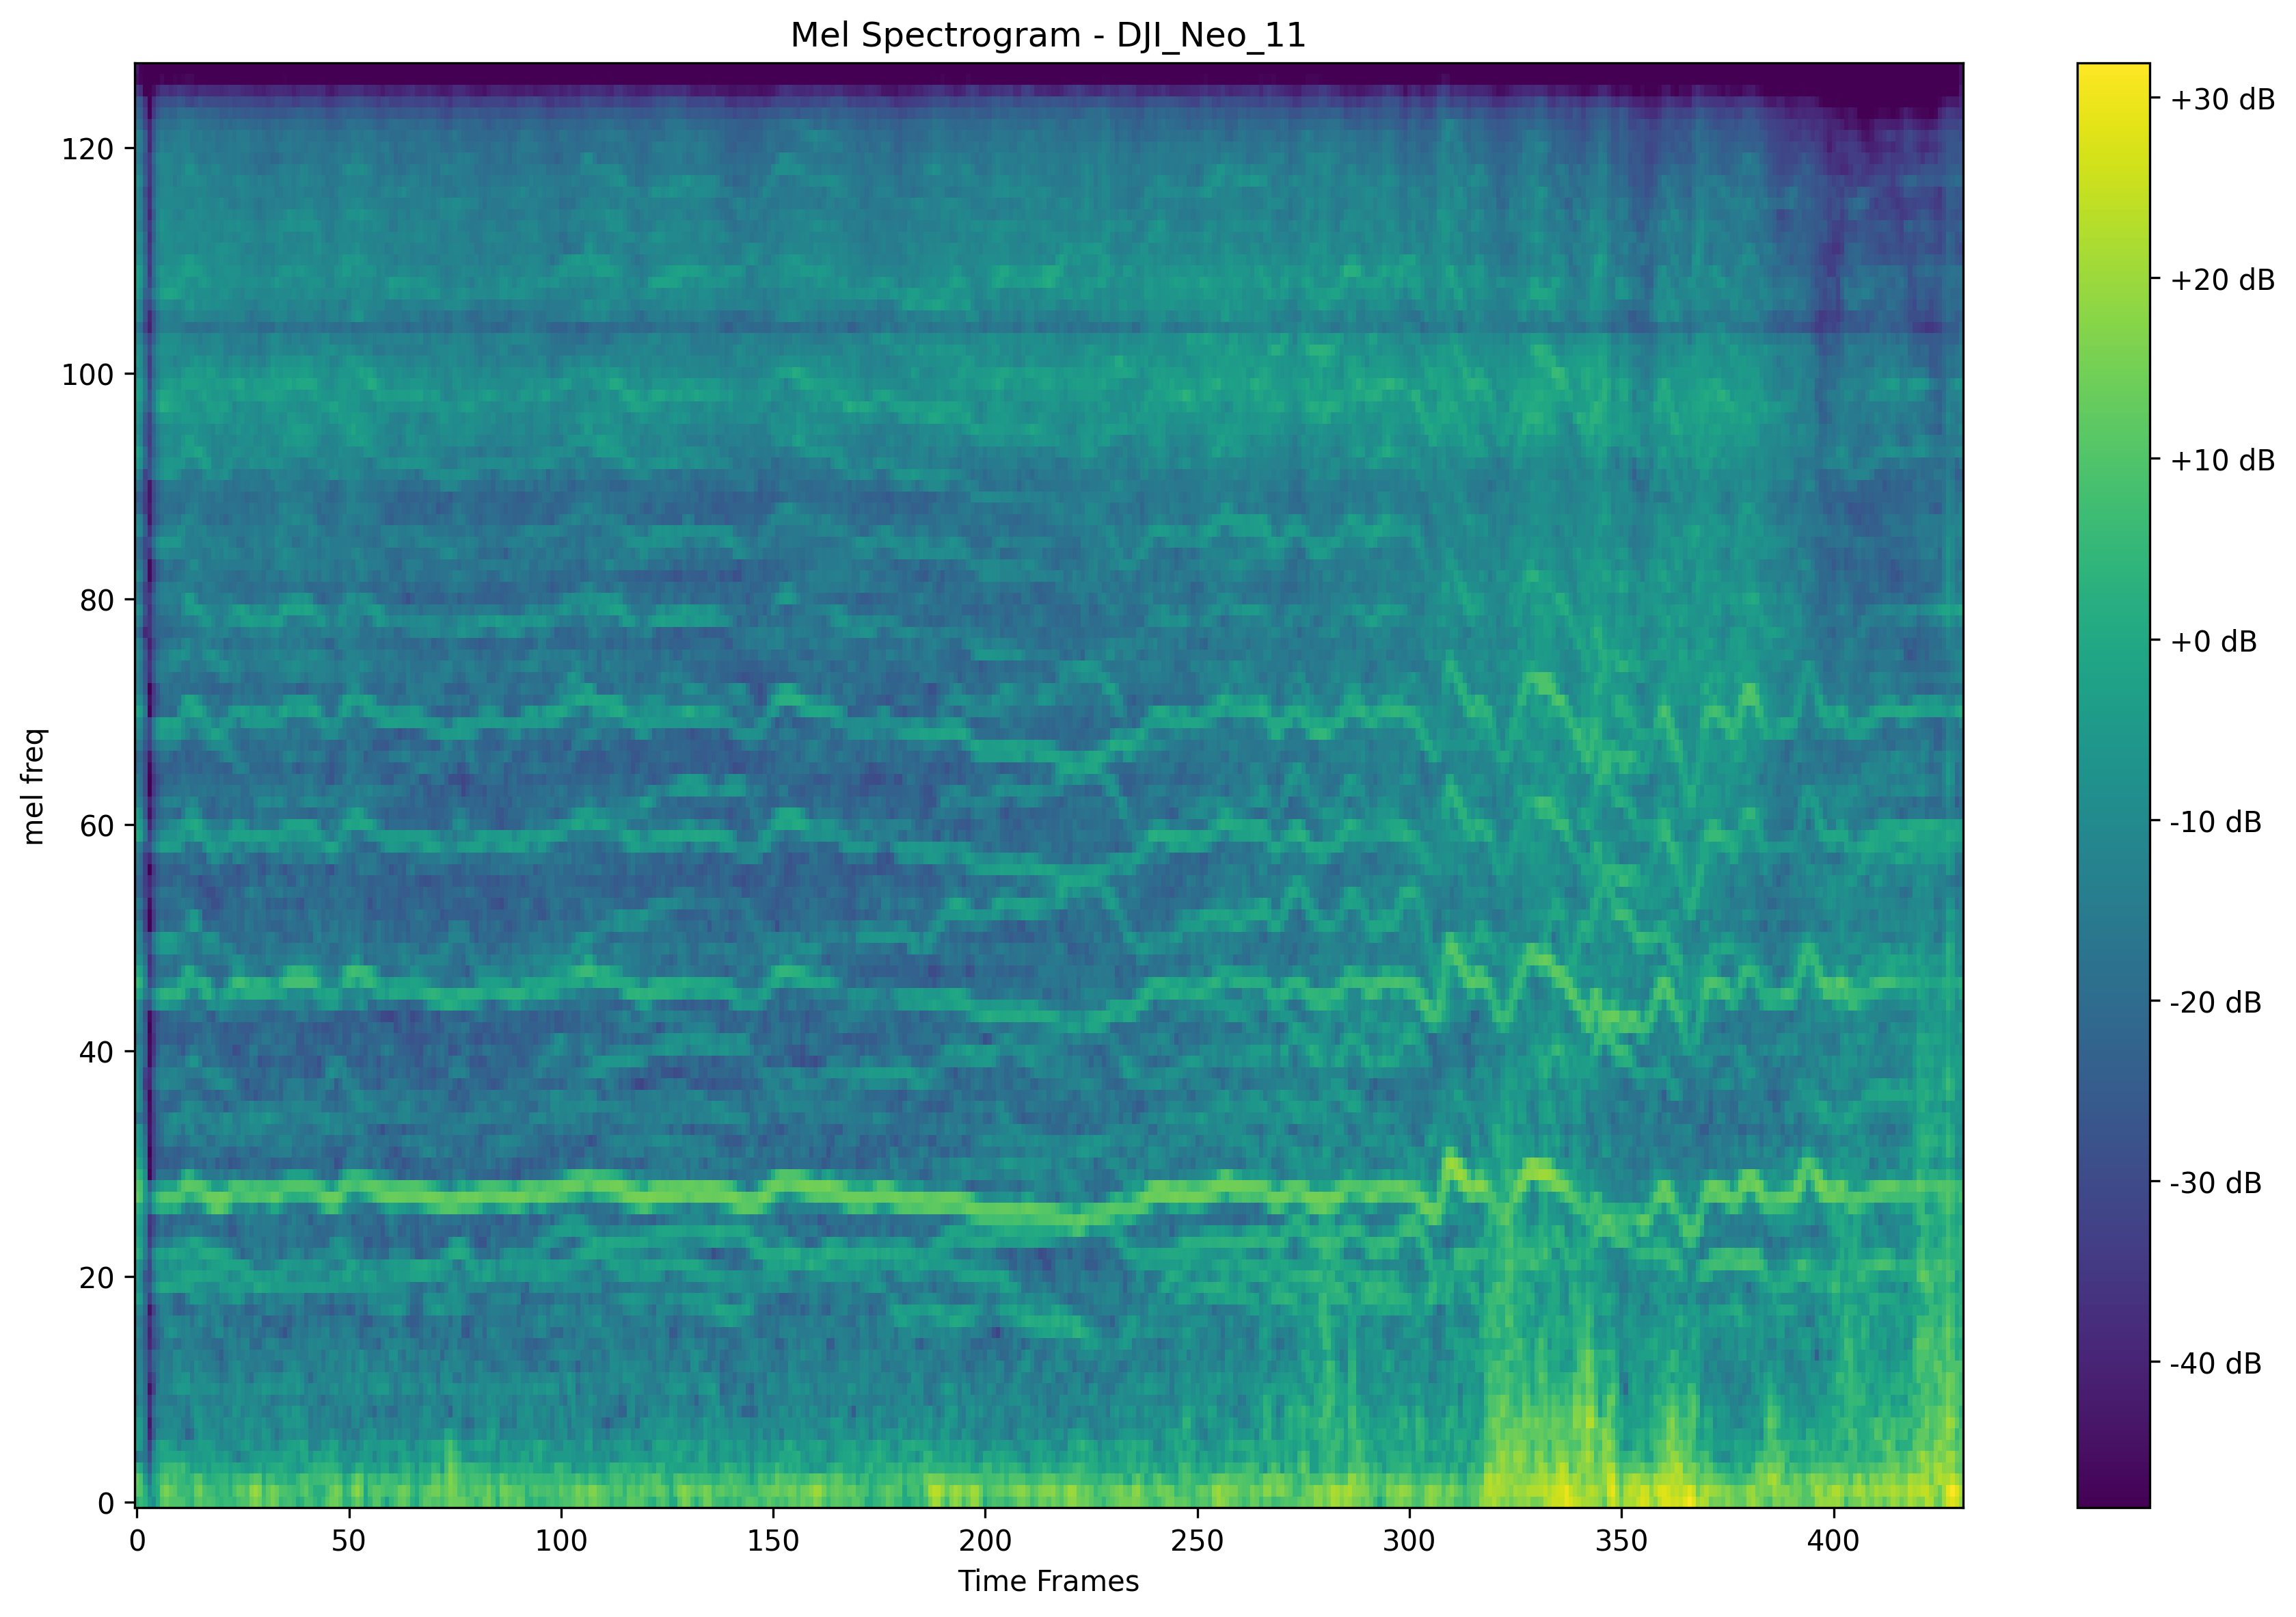 Mel Spectrogram - DJI_Neo_11
mel freq
120
100
80
60
40
20
0
0 50 100 150 200 250 300 350 400
Time Frames
+30 dB
+20 dB
+10 dB
+0 dB
-10 dB
-20 dB
-30 dB
-40 dB